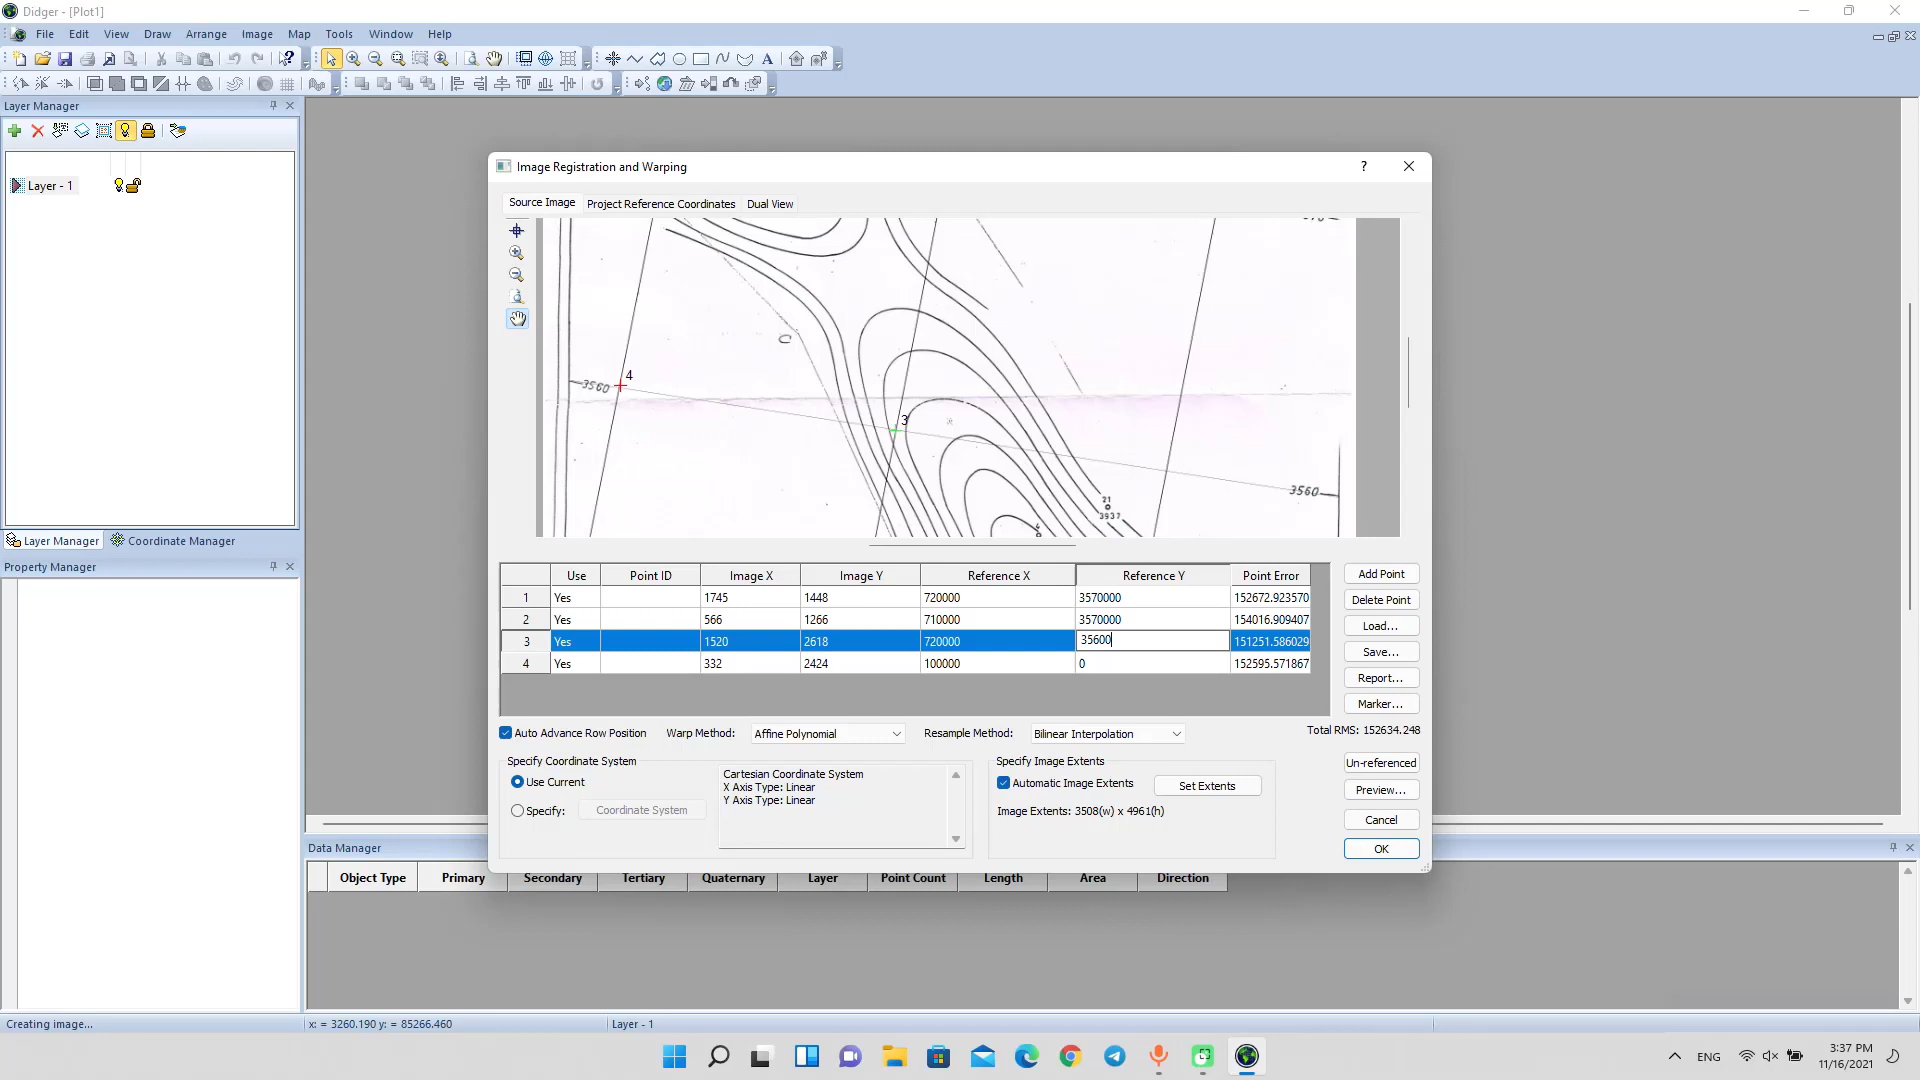 Didger - [Plot1]
File Edit View Draw Arrange Image Map Tools Window Help
Layer Manager
Layer - 1
Layer Manager Coordinate Manager
Property Manager
Image Registration and Warping
Source Image Project Reference Coordinates Dual View
4
3560
3
21
3937
3560
Use Point ID Image X Image Y Reference X Reference Y Point Error
1 Yes 1745 1448 720000 3570000 152672.923570
2 Yes 566 1266 710000 3570000 154016.909407
3 Yes 1520 2618 720000 35600 151251.586029
4 Yes 332 2424 100000 0 152595.571867
Add Point
Delete Point
Load...
Save...
Report...
Marker...
Auto Advance Row Position Warp Method: Affine Polynomial Resample Method: Bilinear Interpolation Total RMS: 152634.248
Specify Coordinate System
Use Current
Specify: Coordinate System
Cartesian Coordinate System
X Axis Type: Linear
Y Axis Type: Linear
Specify Image Extents
Automatic Image Extents Set Extents
Image Extents: 3508(w) x 4961(h)
Un-referenced
Preview...
Cancel
OK
Data Manager
Object Type Primary Secondary Tertiary Quaternary Layer Point Count Length Area Direction
Creating image... x: = 3260.190 y: = 85266.460 Layer - 1
ENG
3:37 PM
11/16/2021